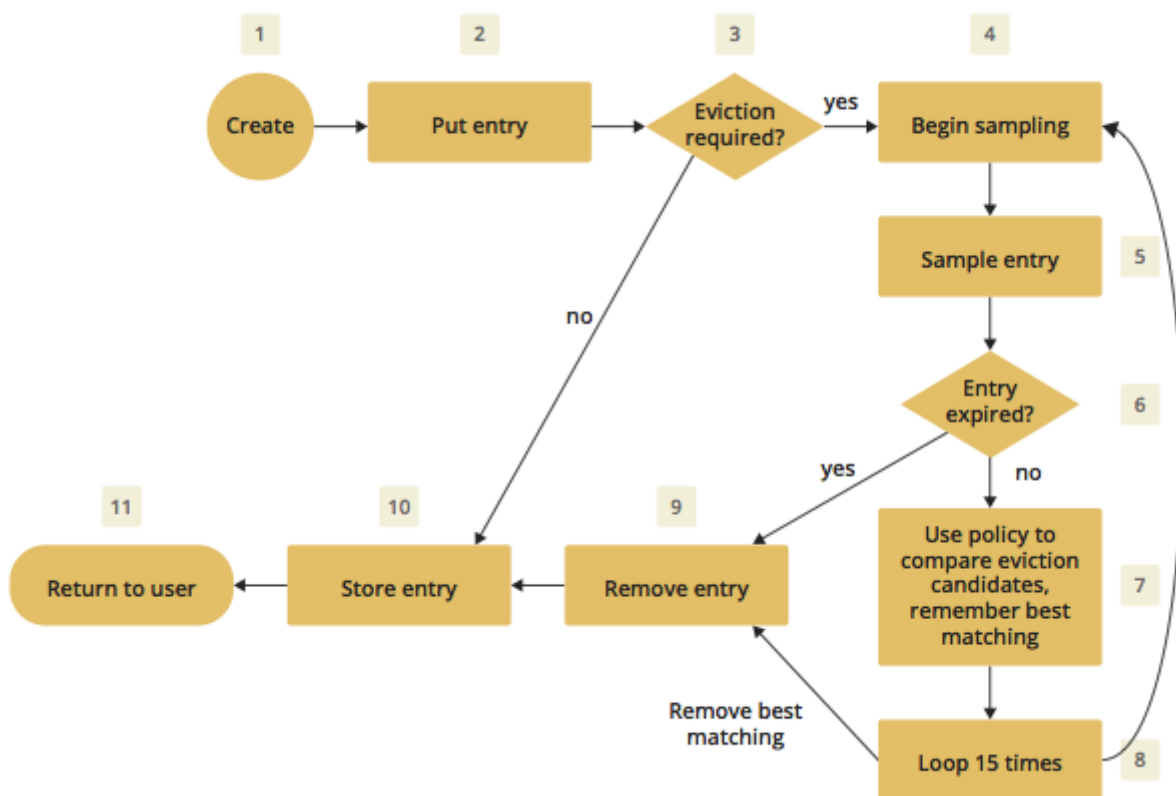 1
2
3
4
Create
Put entry
Eviction
required?
yes
Begin sampling
5
Sample entry
no
6
Entry
expired?
yes
no
11
10
9
7
Use policy to
compare eviction
candidates,
remember best
matching
Return to user
Store entry
Remove entry
Remove best
matching
8
Loop 15 times